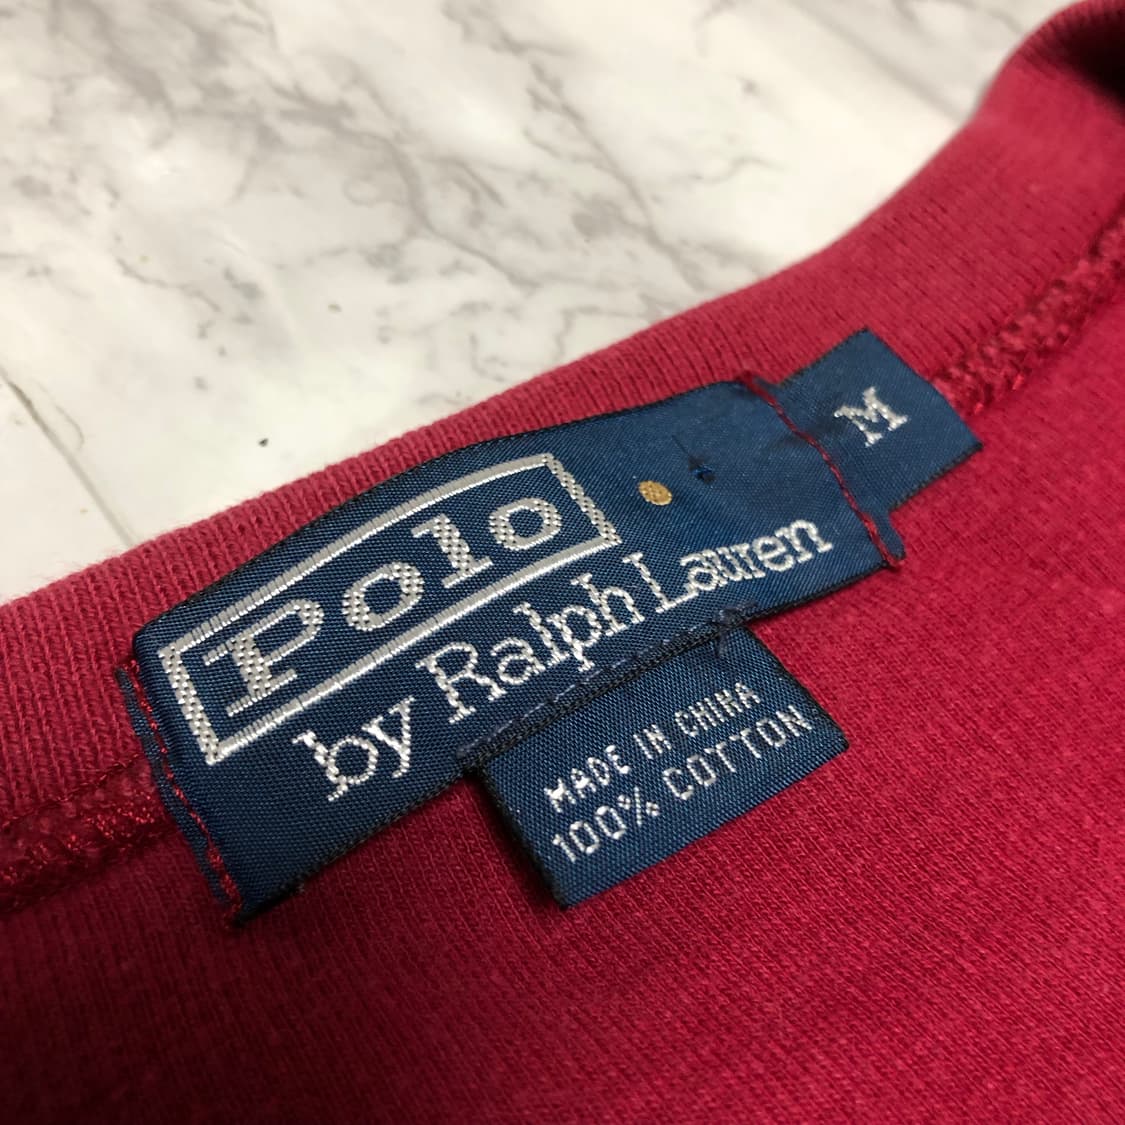 Polo
by Ralph Lauren
M
MADE IN CHINA
100% COTTON